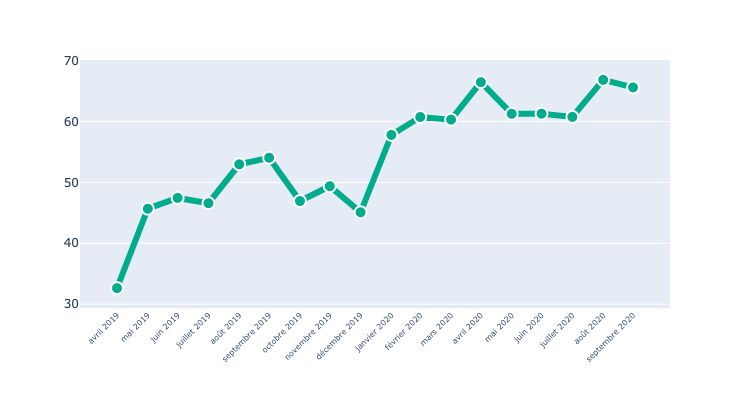 70
60
50
40
30
avril 2019
mai 2019
juin 2019
juillet 2019
août 2019
septembre 2019
octobre 2019
novembre 2019
décembre 2019
janvier 2020
février 2020
mars 2020
avril 2020
mai 2020
juin 2020
juillet 2020
août 2020
septembre 2020